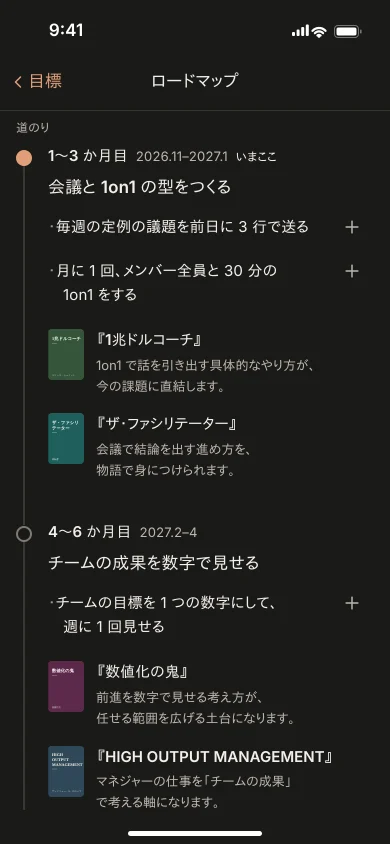 9:41
目標
ロードマップ
道のり
1〜3 か月目 2026.11–2027.1 いまここ
会議と 1on1 の型をつくる
·毎週の定例の議題を前日に 3 行で送る
·月に 1 回、メンバー全員と 30 分の
1on1 をする
1兆ドルコーチ
『1兆ドルコーチ』
1on1 で話を引き出す具体的なやり方が、
今の課題に直結します。
ザ・ファシリ
テーター
『ザ・ファシリテーター』
会議で結論を出す進め方を、
物語で身につけられます。
4〜6 か月目 2027.2–4
チームの成果を数字で見せる
·チームの目標を 1 つの数字にして、
週に 1 回見せる
数値化の鬼
『数値化の鬼』
前進を数字で見せる考え方が、
任せる範囲を広げる土台になります。
HIGH
OUTPUT
MANAGEMENT
『HIGH OUTPUT MANAGEMENT』
マネジャーの仕事を「チームの成果」
で考える軸になります。